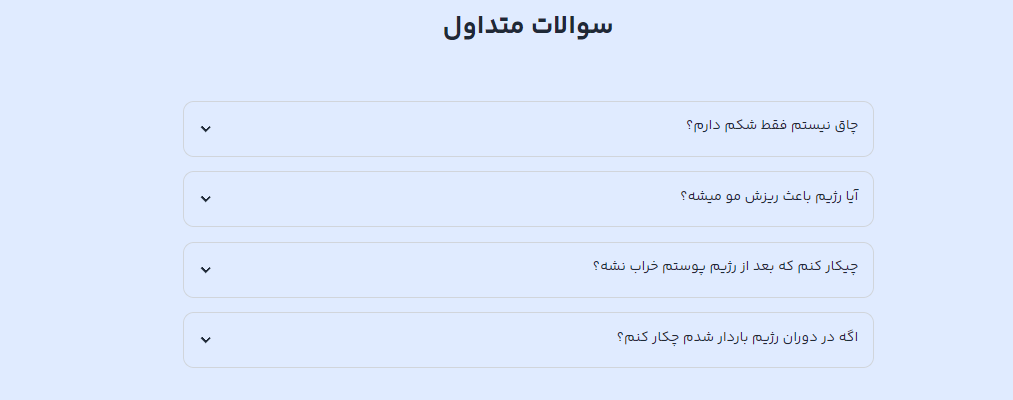 سوالات متداول
چاق نیستم فقط شکم دارم؟
آیا رژیم باعث ریزش مو میشه؟
چیکار کنم که بعد از رژیم پوستم خراب نشه؟
اگه در دوران رژیم باردار شدم چکار کنم؟